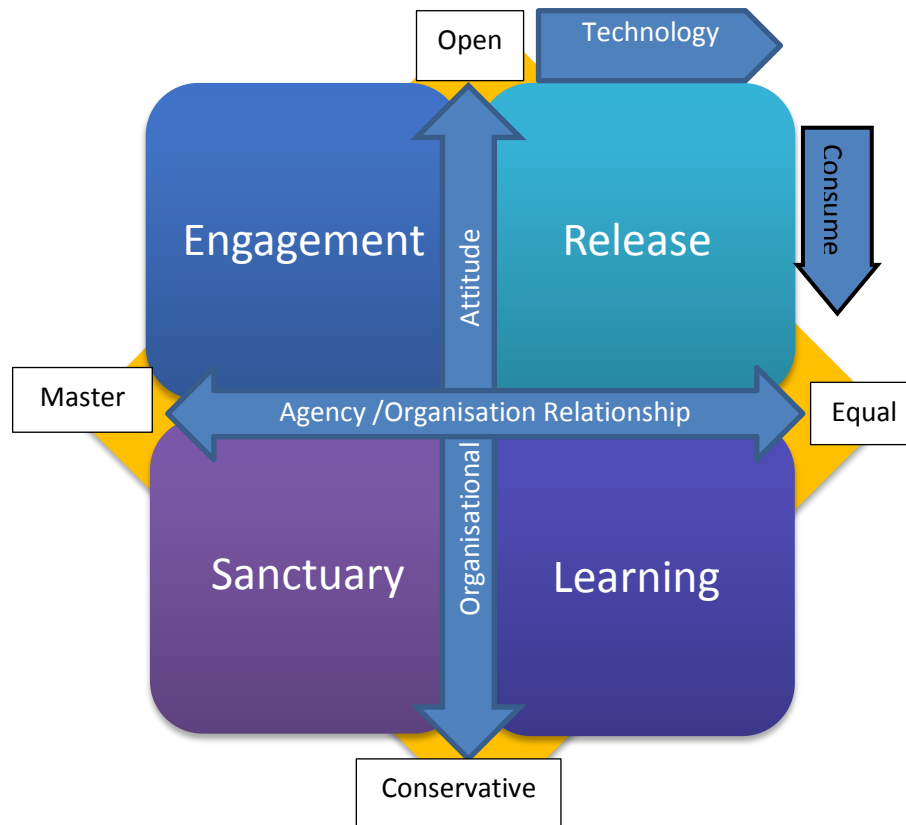 Open
Technology
Consume
Engagement
Release
Attitude
Master
Agency /Organisation Relationship
Equal
Organisational
Sanctuary
Learning
Conservative